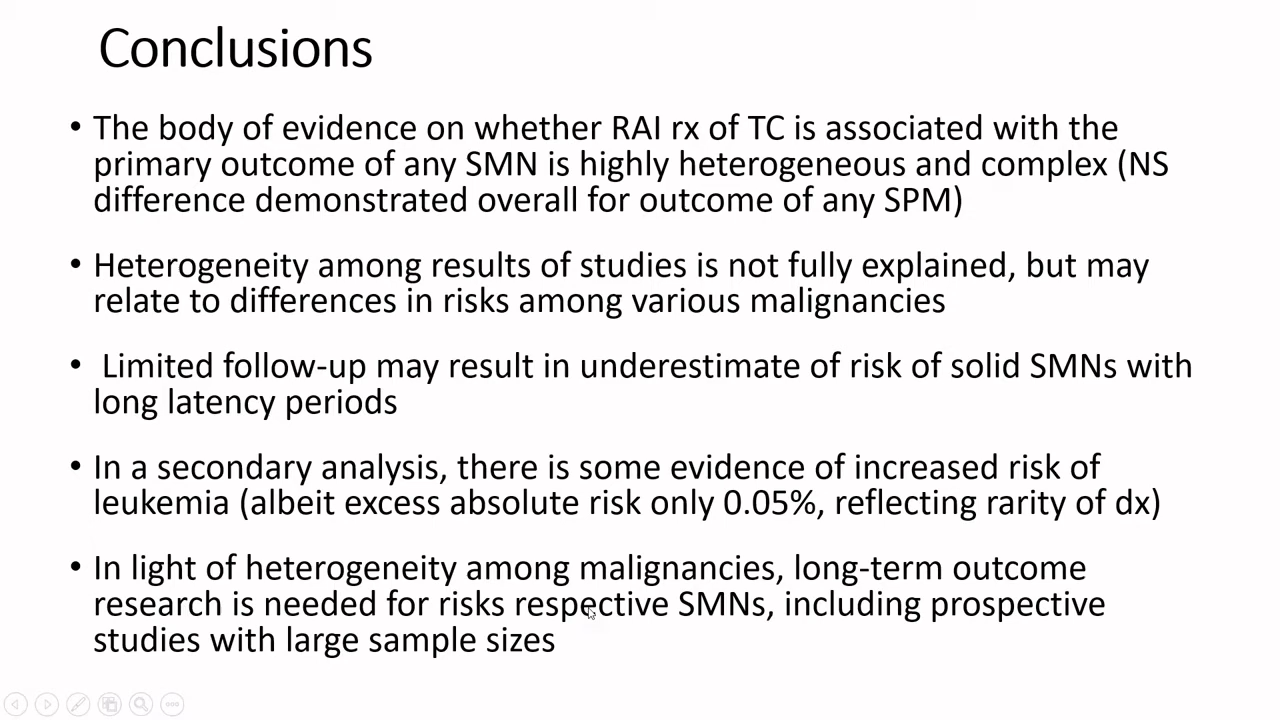 Conclusions
• The body of evidence on whether RAI rx of TC is associated with the
primary outcome of any SMN is highly heterogeneous and complex (NS
difference demonstrated overall for outcome of any SPM)
• Heterogeneity among results of studies is not fully explained, but may
relate to differences in risks among various malignancies
• Limited follow-up may result in underestimate of risk of solid SMNs with
long latency periods
• In a secondary analysis, there is some evidence of increased risk of
leukemia (albeit excess absolute risk only 0.05%, reflecting rarity of dx)
• In light of heterogeneity among malignancies, long-term outcome
research is needed for risks respective SMNs, including prospective
studies with large sample sizes